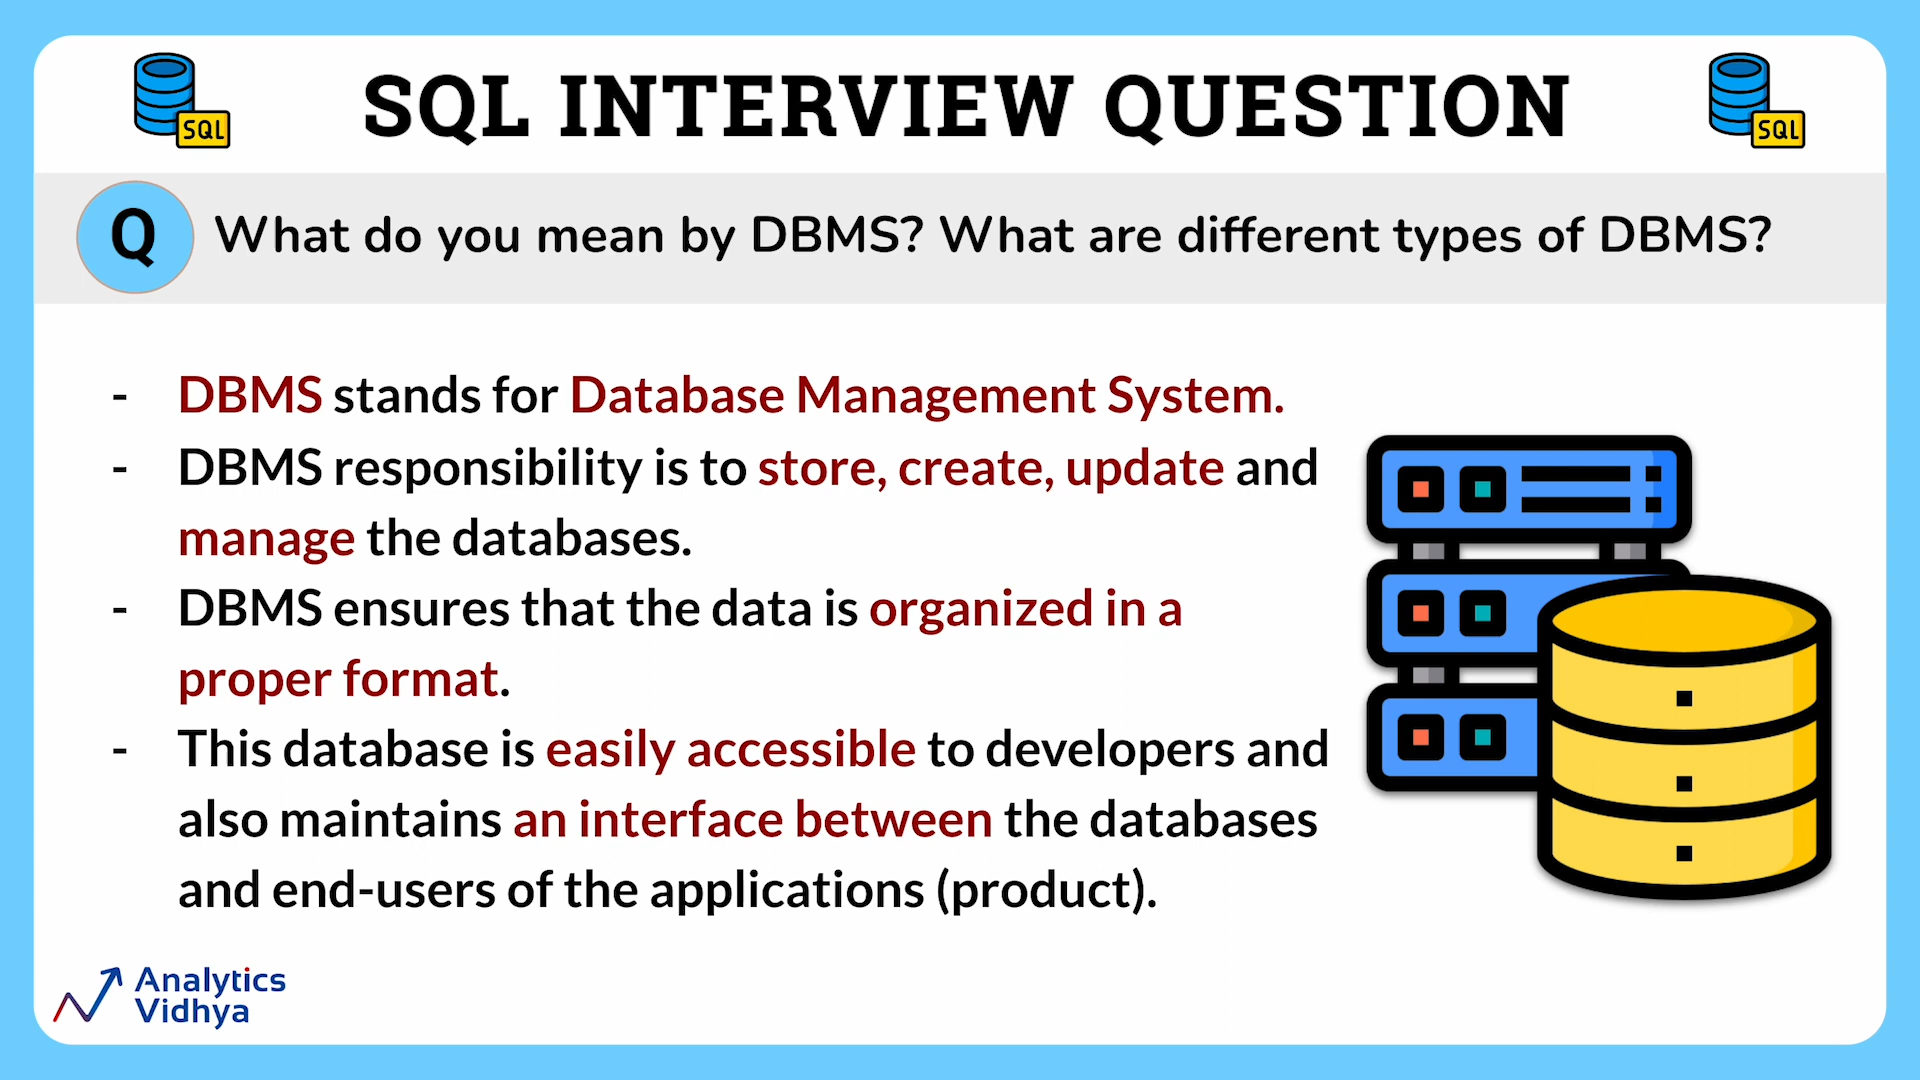 SQL
SQL INTERVIEW QUESTION
SQL
Q
What do you mean by DBMS? What are different types of DBMS?
- DBMS stands for Database Management System.
- DBMS responsibility is to store, create, update and
manage the databases.
- DBMS ensures that the data is organized in a
proper format.
- This database is easily accessible to developers and
also maintains an interface between the databases
and end-users of the applications (product).
Analytics
Vidhya